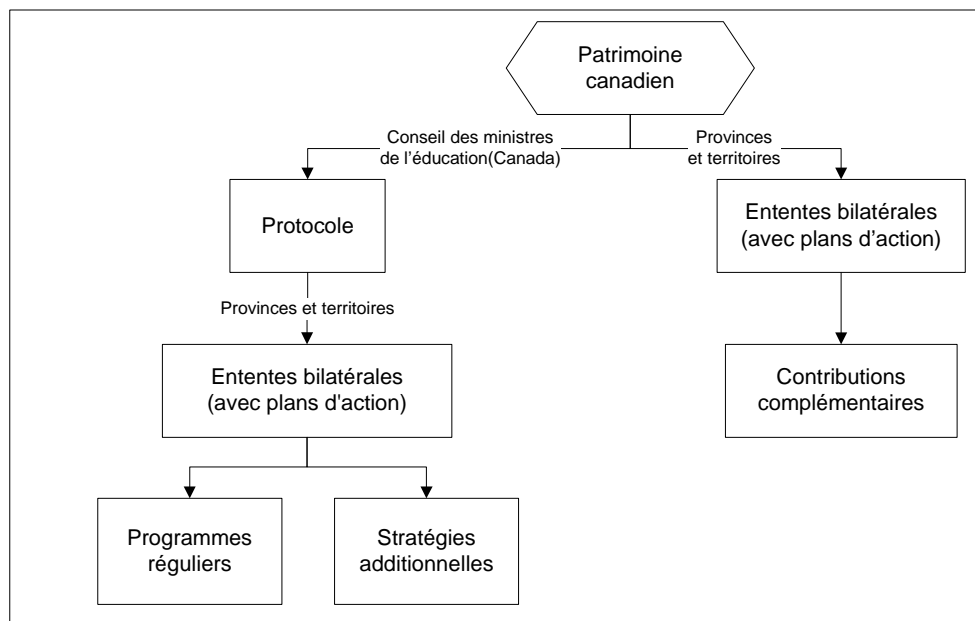 Patrimoine
canadien
Conseil des ministres
de l'éducation(Canada)
Provinces
et territoires
Protocole
Ententes bilatérales
(avec plans d'action)
Provinces et territoires
Ententes bilatérales
(avec plans d'action)
Contributions
complémentaires
Programmes
réguliers
Stratégies
additionnelles